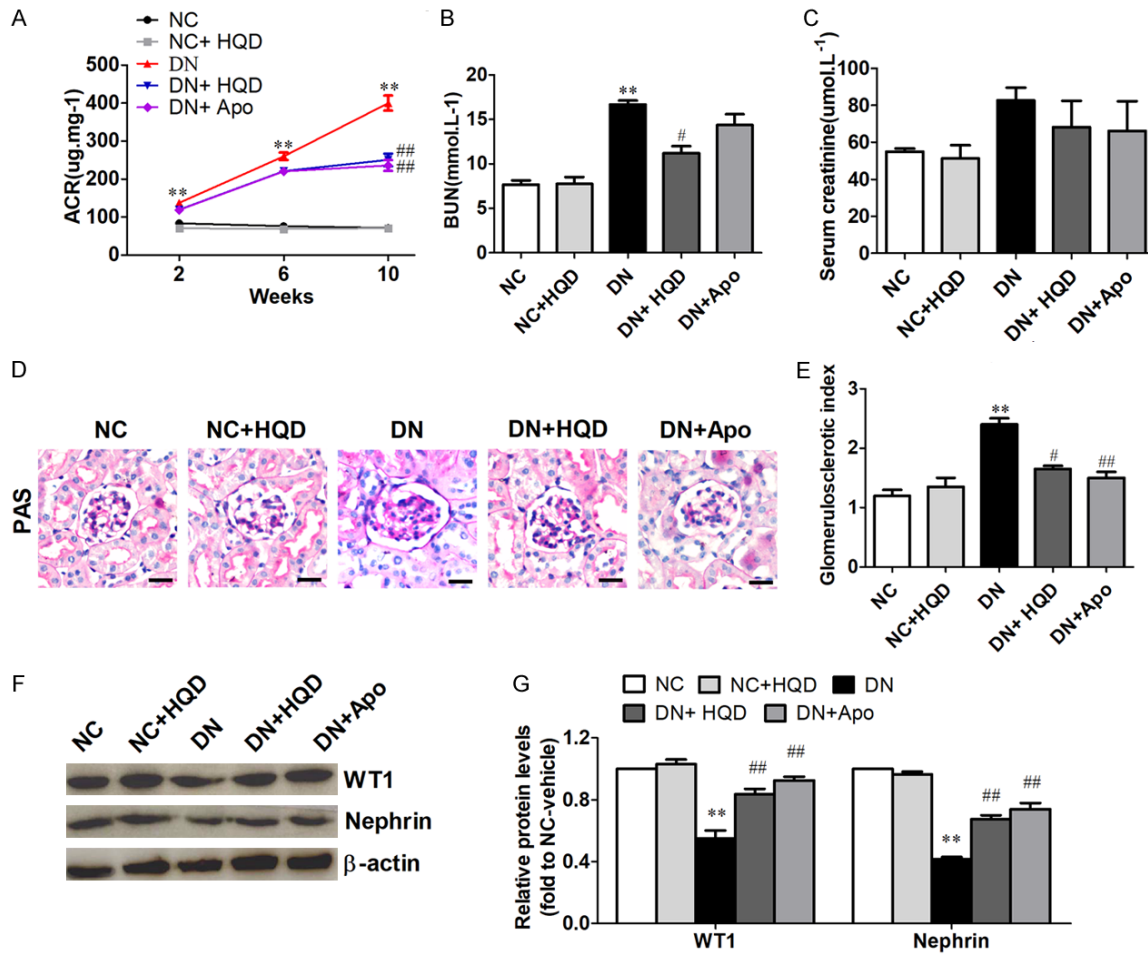 A
NC
NC+ HQD
DN
DN+ HQD
DN+ Apo
ACR(ug.mg-1)
500
400
300
200
100
0
**
**
**
##
##
2
6
10
Weeks
B
BUN(mmol.L-1)
20
15
10
5
0
**
#
NC
NC+HQD
DN
DN+ HQD
DN+Apo
C
Serum creatinine(umol.L-1)
100
80
60
40
20
0
NC
NC+HQD
DN
DN+ HQD
DN+Apo
D
NC
NC+HQD
DN
DN+HQD
DN+Apo
PAS
E
Glomerulosclerotic index
3
2
1
0
**
#
##
NC
NC+HQD
DN
DN+ HQD
DN+Apo
F
NC
NC+HQD
DN
DN+HQD
DN+Apo
WT1
Nephrin
β-actin
G
NC
NC+HQD
DN
DN+ HQD
DN+Apo
Relative protein levels
(fold to NC-vehicle)
1.2
0.8
0.4
0.0
**
##
##
**
##
##
WT1
Nephrin